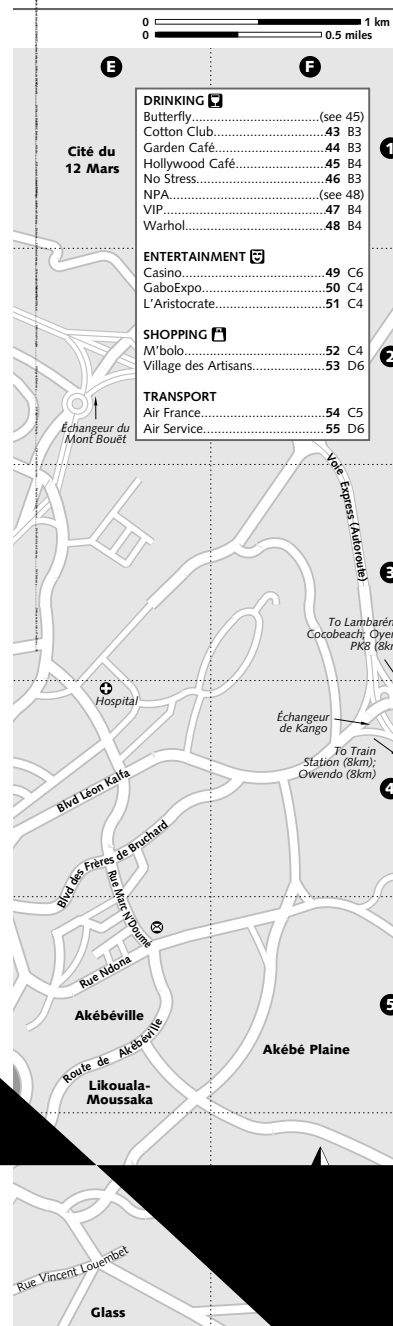 0 1 km
0 0.5 miles
E F
DRINKING
Butterfly................................(see 45)
Cotton Club...........................43 B3
Garden Café..........................44 B3
Hollywood Café.....................45 B4
No Stress...............................46 B3
NPA.......................................(see 48)
VIP........................................47 B4
Warhol...................................48 B4
ENTERTAINMENT
Casino...................................49 C6
GaboExpo..............................50 C4
L'Aristocrate..........................51 C4
SHOPPING
M'bolo...................................52 C4
Village des Artisans................53 D6
TRANSPORT
Air France..............................54 C5
Air Service.............................55 D6
Cité du
12 Mars
1
2
Échangeur du
Mont Bouët
Voie Express (Autoroute)
3
To
Cocobeach;
PK8
Hospital
Échangeur
de Kango
To Train
Station (8km);
Owendo (8km)
4
Blvd Léon Kalfa
Blvd des Frères de Bruchard
Rue Marc N'Doumé
Rue Ndona
5
Akébéville
Akébé Plaine
Route de Akébéville
Likouala-
Moussaka
Rue Vincent Louembet
Glass